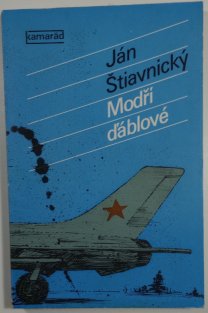 kamarád
Ján
Štiavnický
Modří
ďáblové